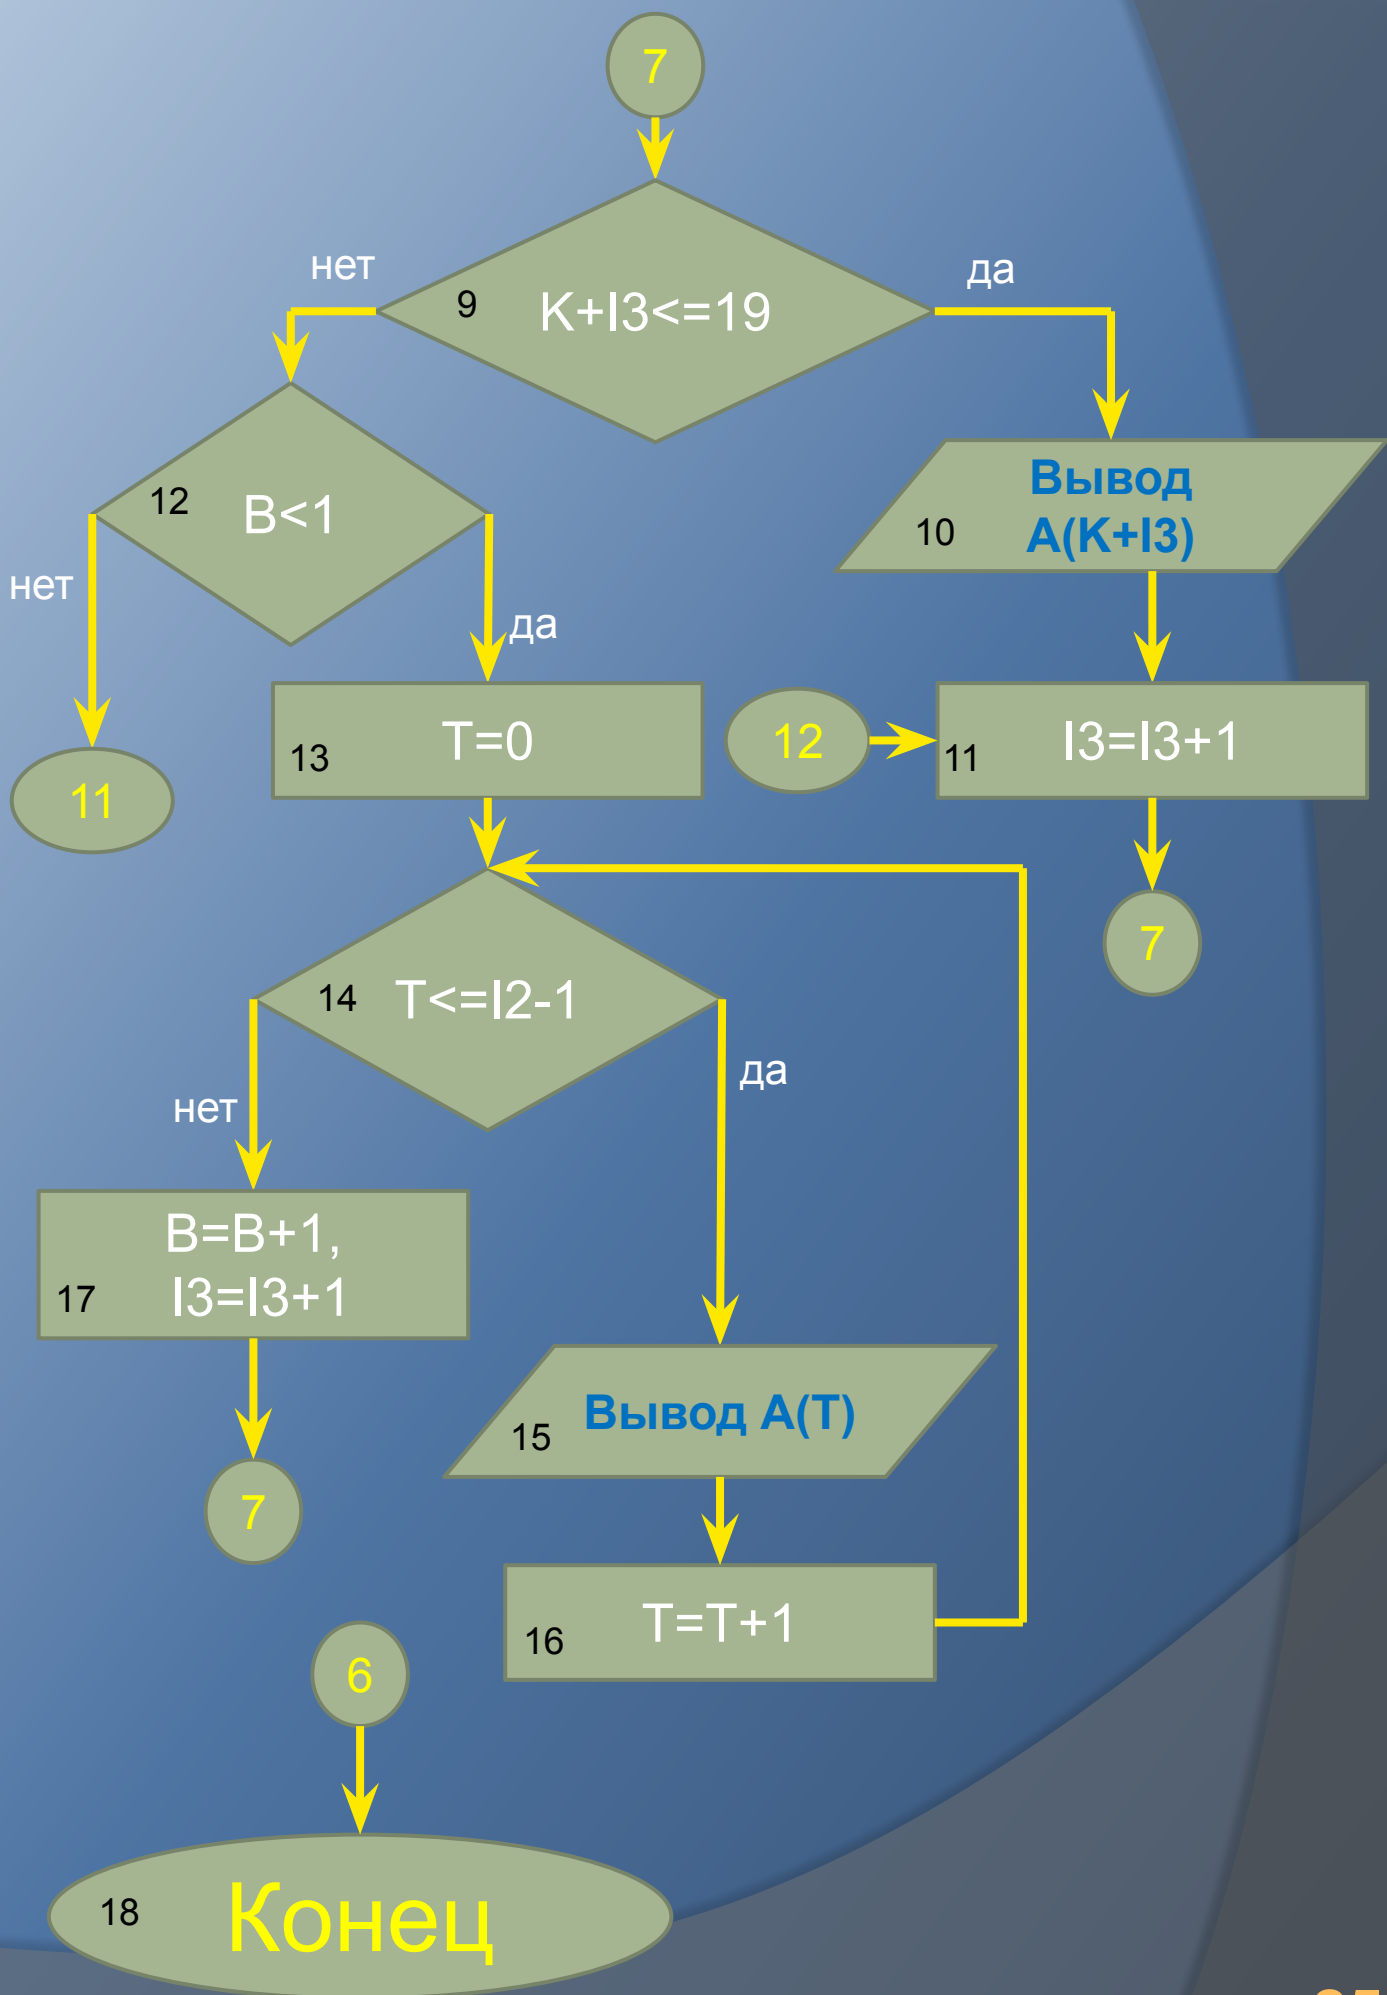 7
нет
да
9 K+I3<=19
12 B<1
Вывод
10 A(K+I3)
нет
да
13 T=0
12
11 I3=I3+1
11
7
14 T<=I2-1
да
нет
B=B+1,
17 I3=I3+1
15 Вывод A(T)
7
16 T=T+1
6
18 Конец